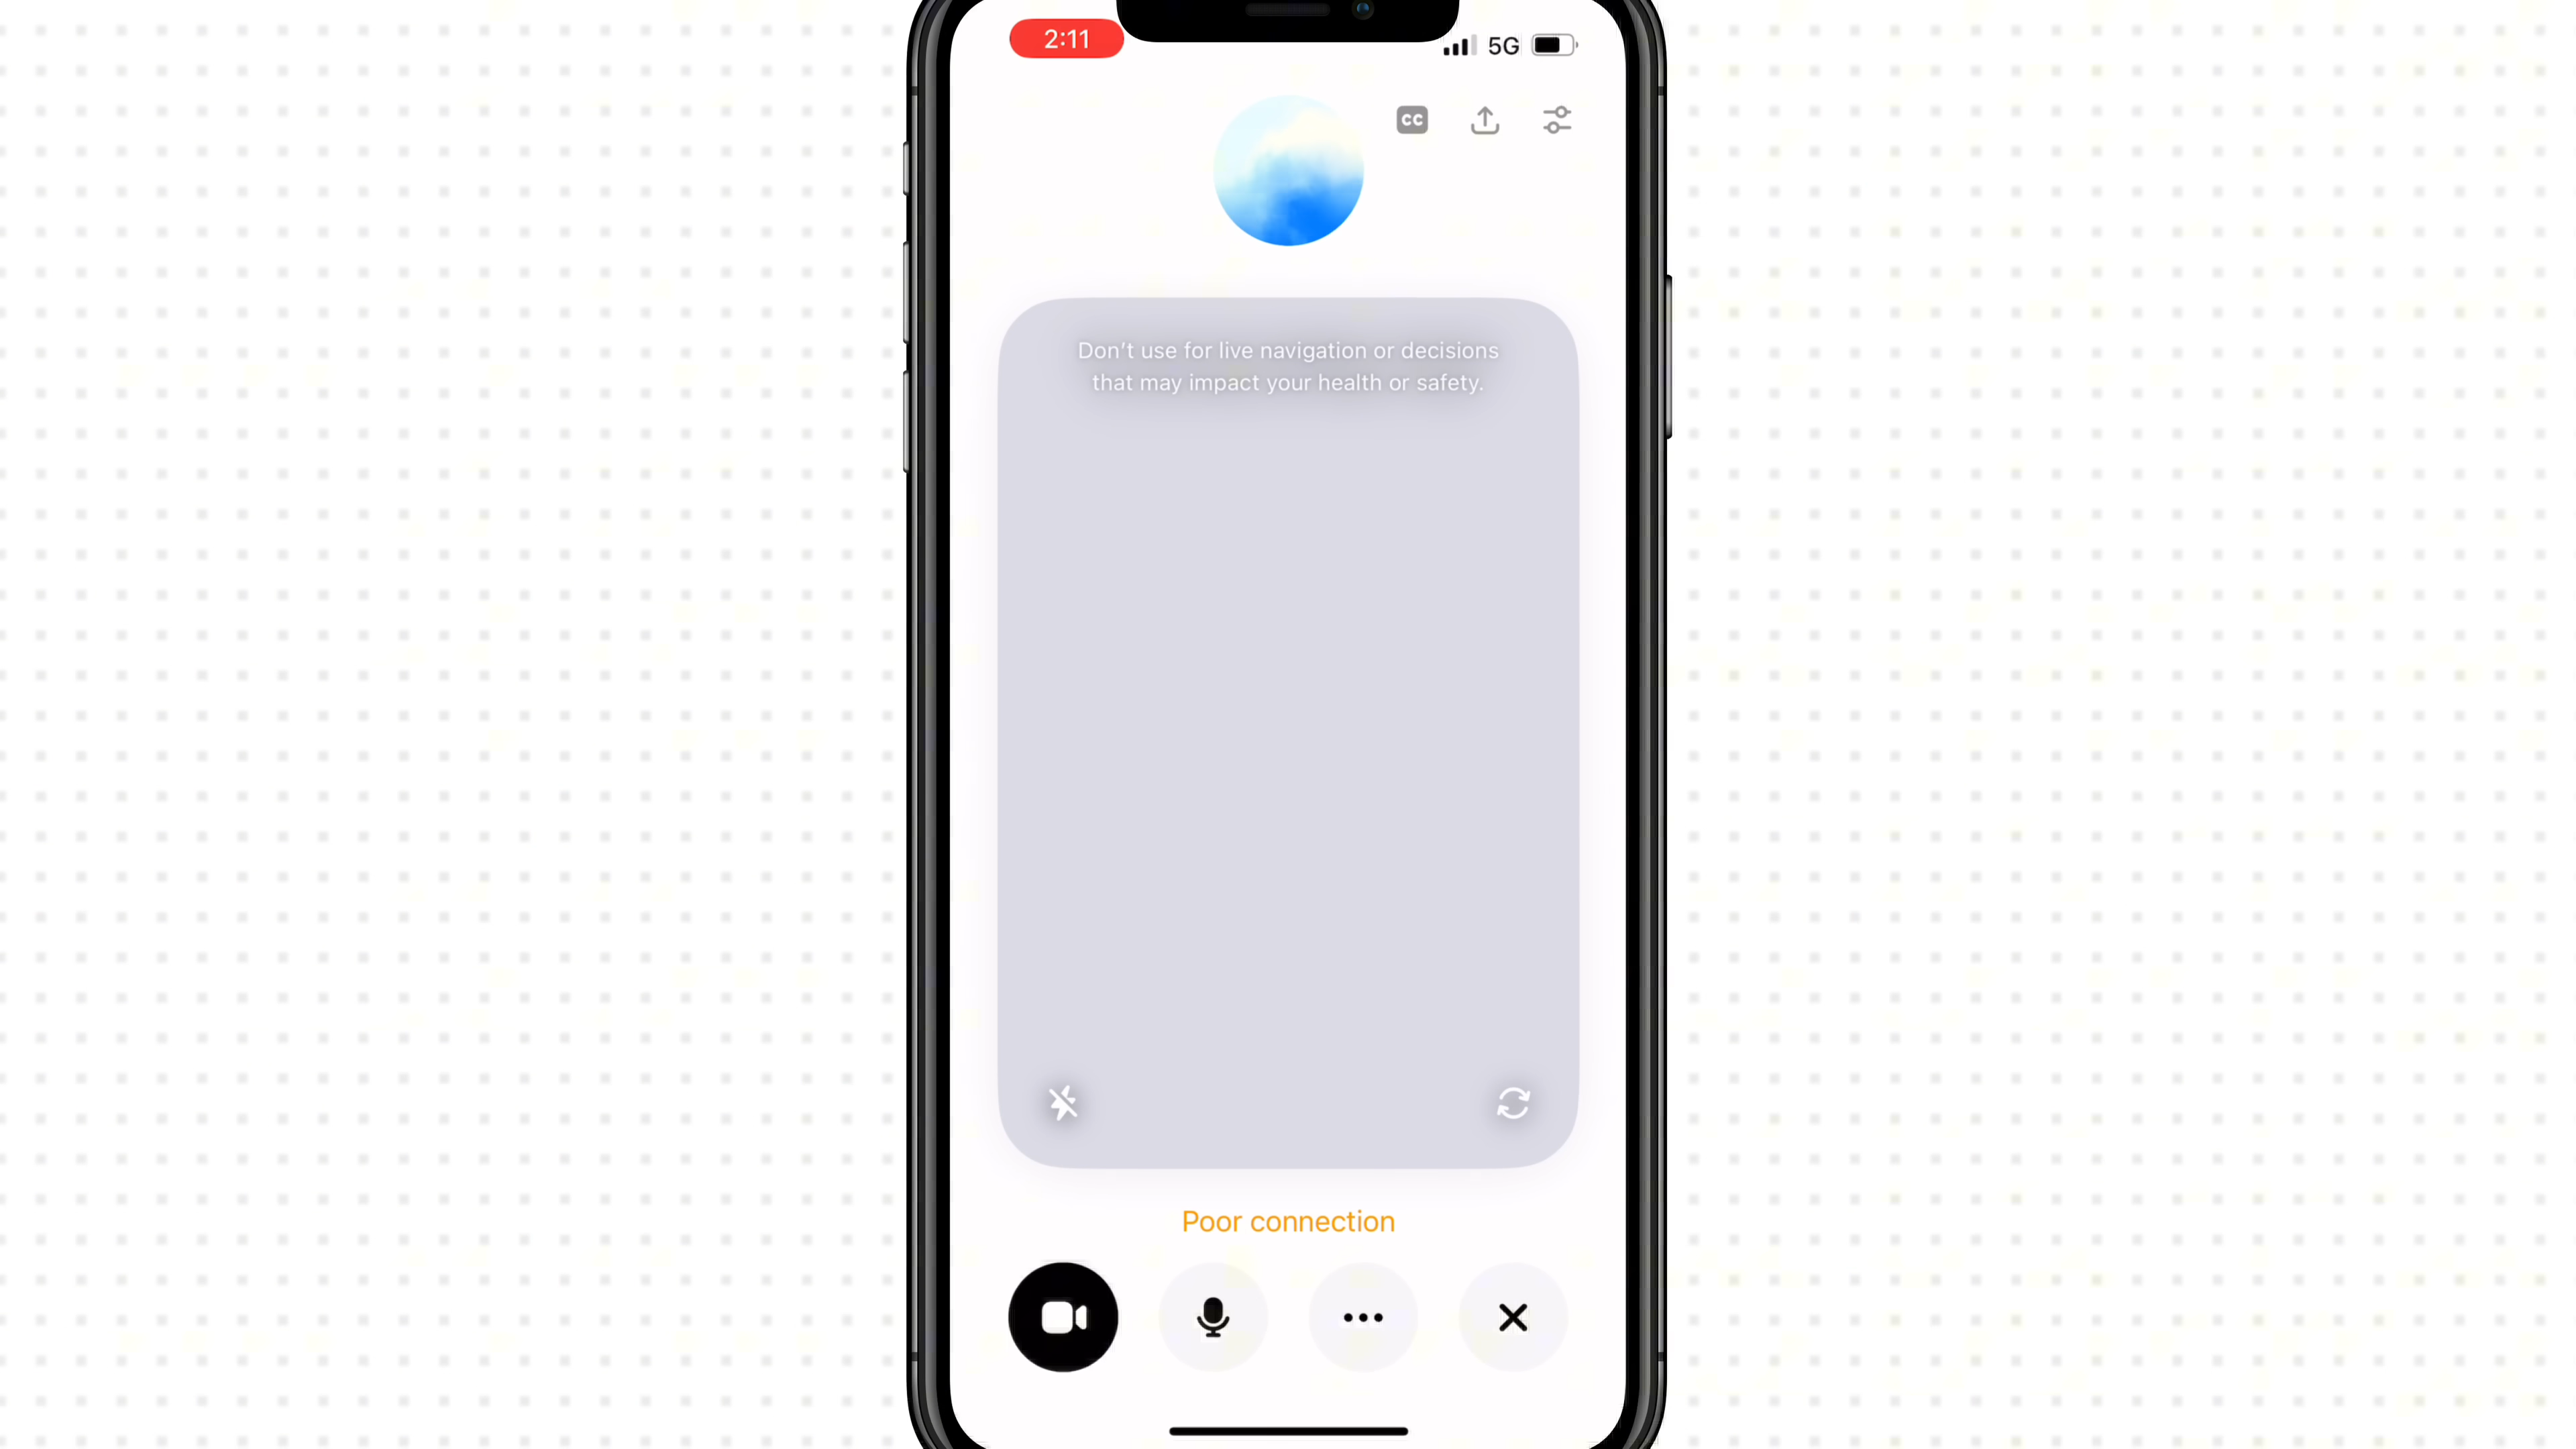 2:11
5G
CC
Don't use for live navigation or decisions
that may impact your health or safety.
Poor connection